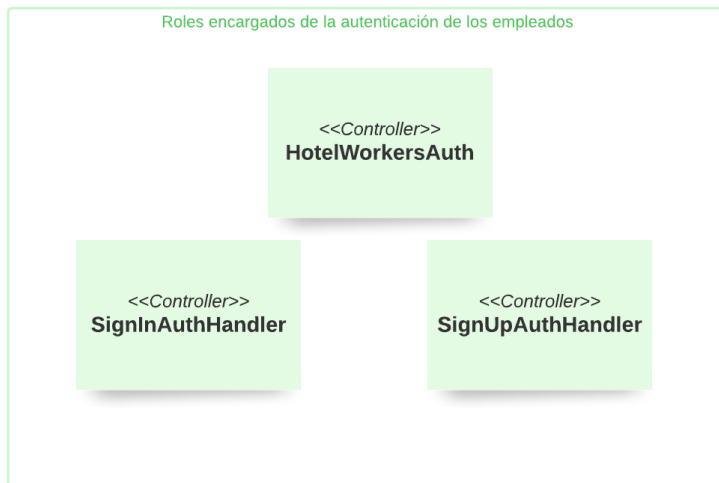 Roles encargados de la autenticación de los empleados
<<Controller>>
HotelWorkersAuth
<<Controller>>
SignInAuthHandler
<<Controller>>
SignUpAuthHandler